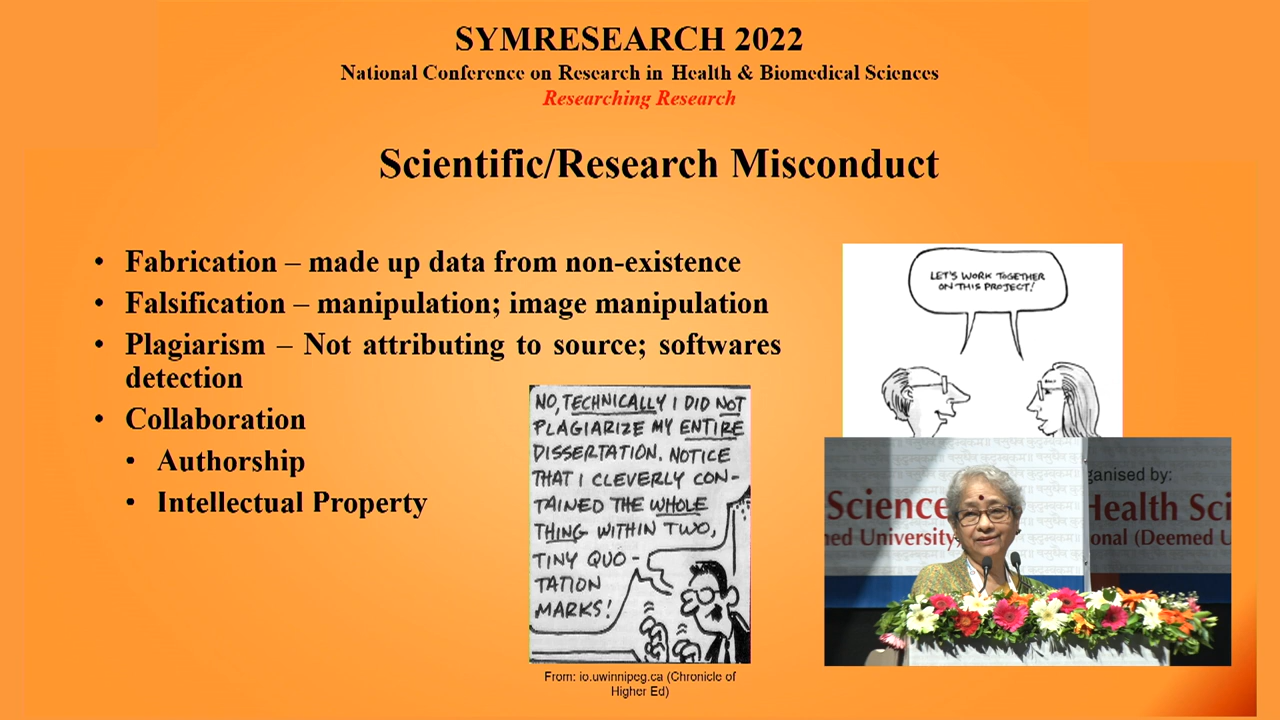 SYMRESEARCH 2022
National Conference on Research in Health & Biomedical Sciences
Researching Research
Scientific/Research Misconduct
• Fabrication – made up data from non-existence
• Falsification – manipulation; image manipulation
• Plagiarism – Not attributing to source; softwares
detection
• Collaboration
• Authorship
• Intellectual Property
NO, TECHNICALLY I DID NOT
PLAGIARIZE MY ENTIRE
DISSERTATION. NOTICE
THAT I CLEVERLY CON-
TAINED THE WHOLE
THING WITHIN TWO,
TINY QUO-
TATION
MARKS!
From: io.uwinnipeg.ca (Chronicle of
Higher Ed)
LET'S WORK TOGETHER
ON THIS PROJECT!
ganised by:
Science Health Sci
med University, onal (Deemed U